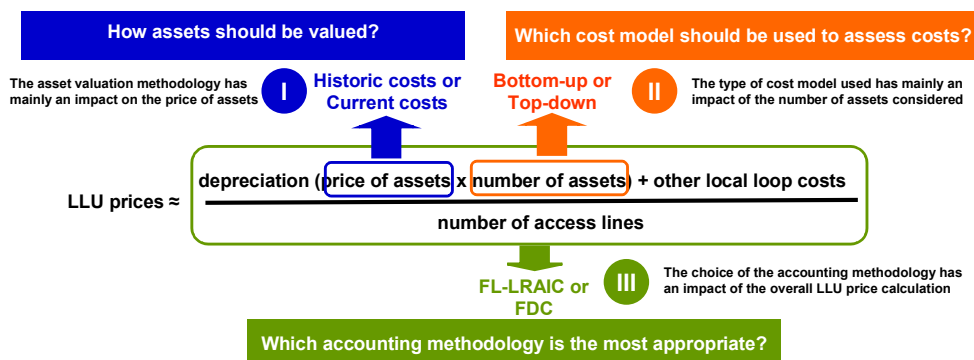 How assets should be valued?
Which cost model should be used to assess costs?
The asset valuation methodology has
mainly an impact on the price of assets
I
Historic costs or
Current costs
Bottom-up or
Top-down
II
The type of cost model used has mainly an
impact of the number of assets considered
LLU prices ≈
depreciation (price of assets x number of assets) + other local loop costs
number of access lines
FL-LRAIC or
FDC
III
The choice of the accounting methodology has
an impact of the overall LLU price calculation
Which accounting methodology is the most appropriate?